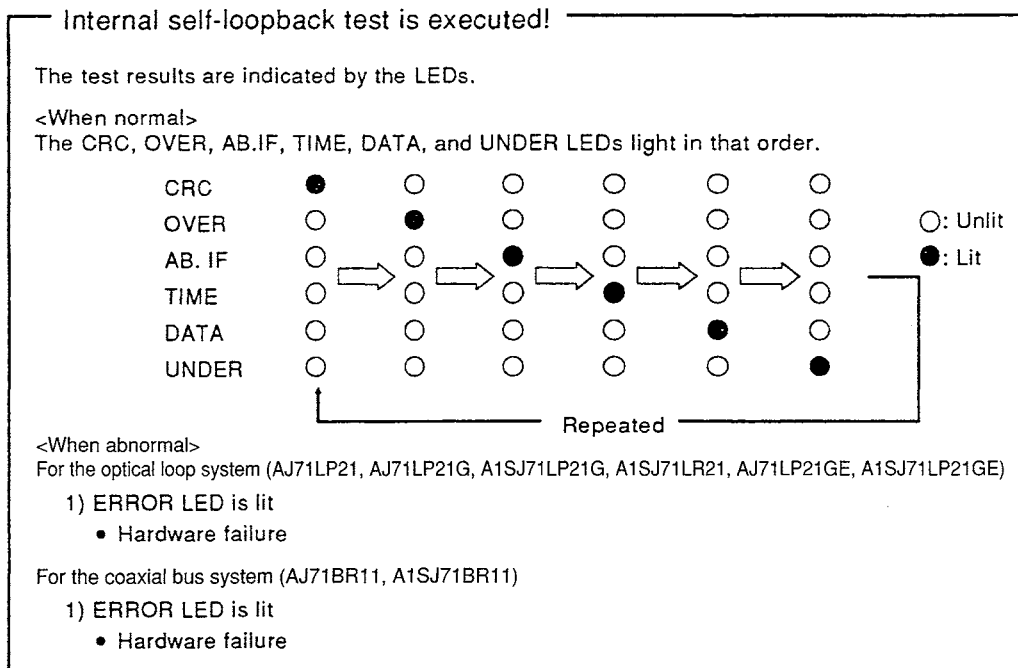 Internal self-loopback test is executed!
The test results are indicated by the LEDs.
<When normal>
The CRC, OVER, AB.IF, TIME, DATA, and UNDER LEDs light in that order.
CRC
OVER
○: Unlit
AB. IF
●: Lit
TIME
DATA
UNDER
Repeated
<When abnormal>
For the optical loop system (AJ71LP21, AJ71LP21G, A1SJ71LP21G, A1SJ71LR21, AJ71LP21GE, A1SJ71LP21GE)
1) ERROR LED is lit
• Hardware failure
For the coaxial bus system (AJ71BR11, A1SJ71BR11)
1) ERROR LED is lit
• Hardware failure